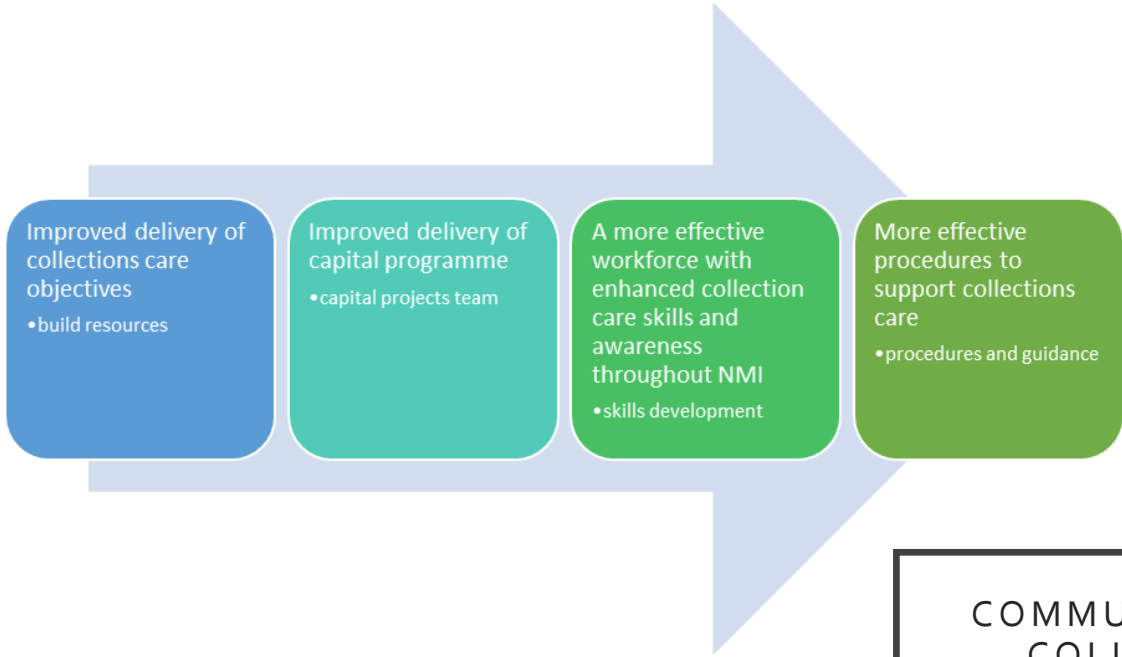 Improved delivery of
collections care
objectives
•build resources
Improved delivery of
capital programme
•capital projects team
A more effective
workforce with
enhanced collection
care skills and
awareness
throughout NMI
•skills development
More effective
procedures to
support collections
care
•procedures and guidance